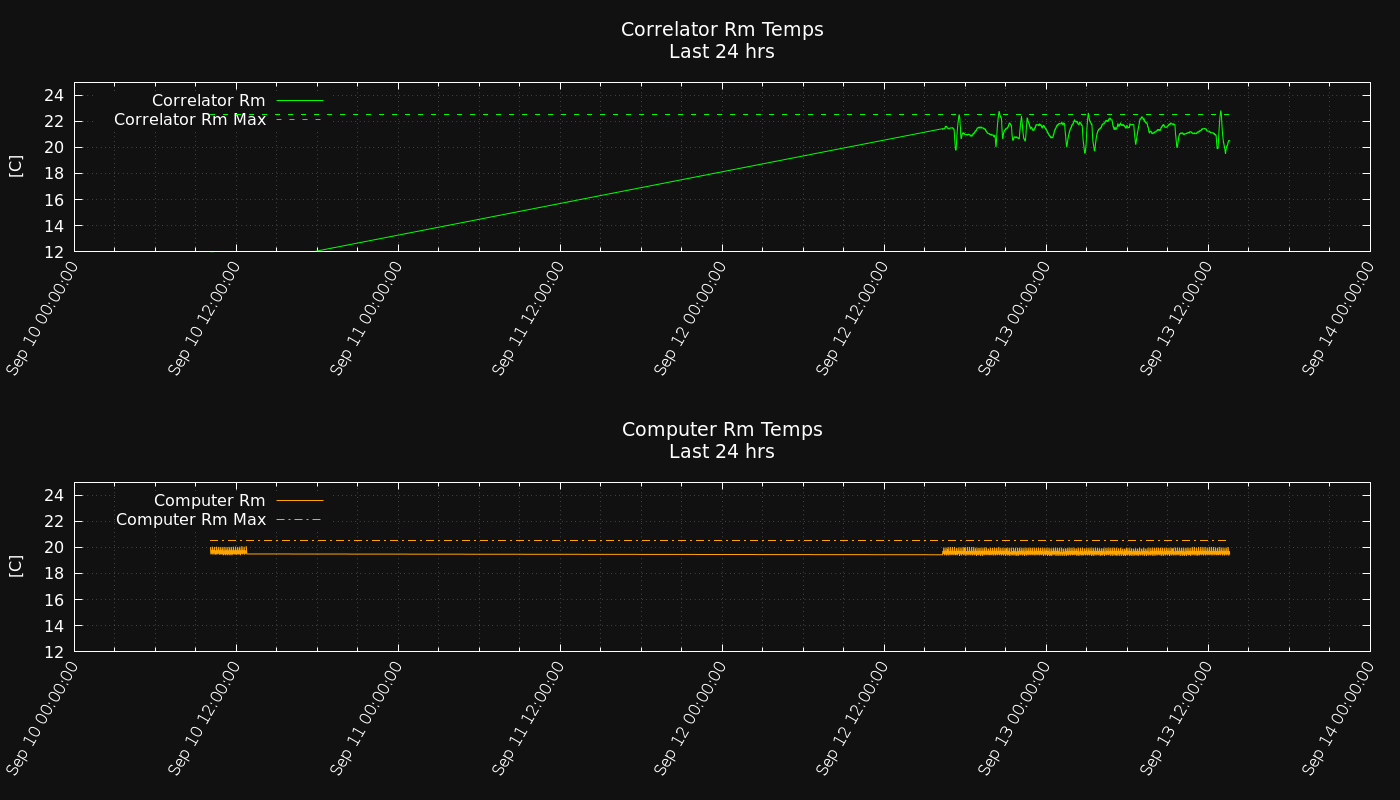 Correlator Rm Temps
Last 24 hrs
[C]
24
22
20
18
16
14
12
Correlator Rm
Correlator Rm Max
Sep 10 00:00:00
Sep 10 12:00:00
Sep 11 00:00:00
Sep 11 12:00:00
Sep 12 00:00:00
Sep 12 12:00:00
Sep 13 00:00:00
Sep 13 12:00:00
Sep 14 00:00:00
Computer Rm Temps
Last 24 hrs
[C]
24
22
20
18
16
14
12
Computer Rm
Computer Rm Max
Sep 10 00:00:00
Sep 10 12:00:00
Sep 11 00:00:00
Sep 11 12:00:00
Sep 12 00:00:00
Sep 12 12:00:00
Sep 13 00:00:00
Sep 13 12:00:00
Sep 14 00:00:00